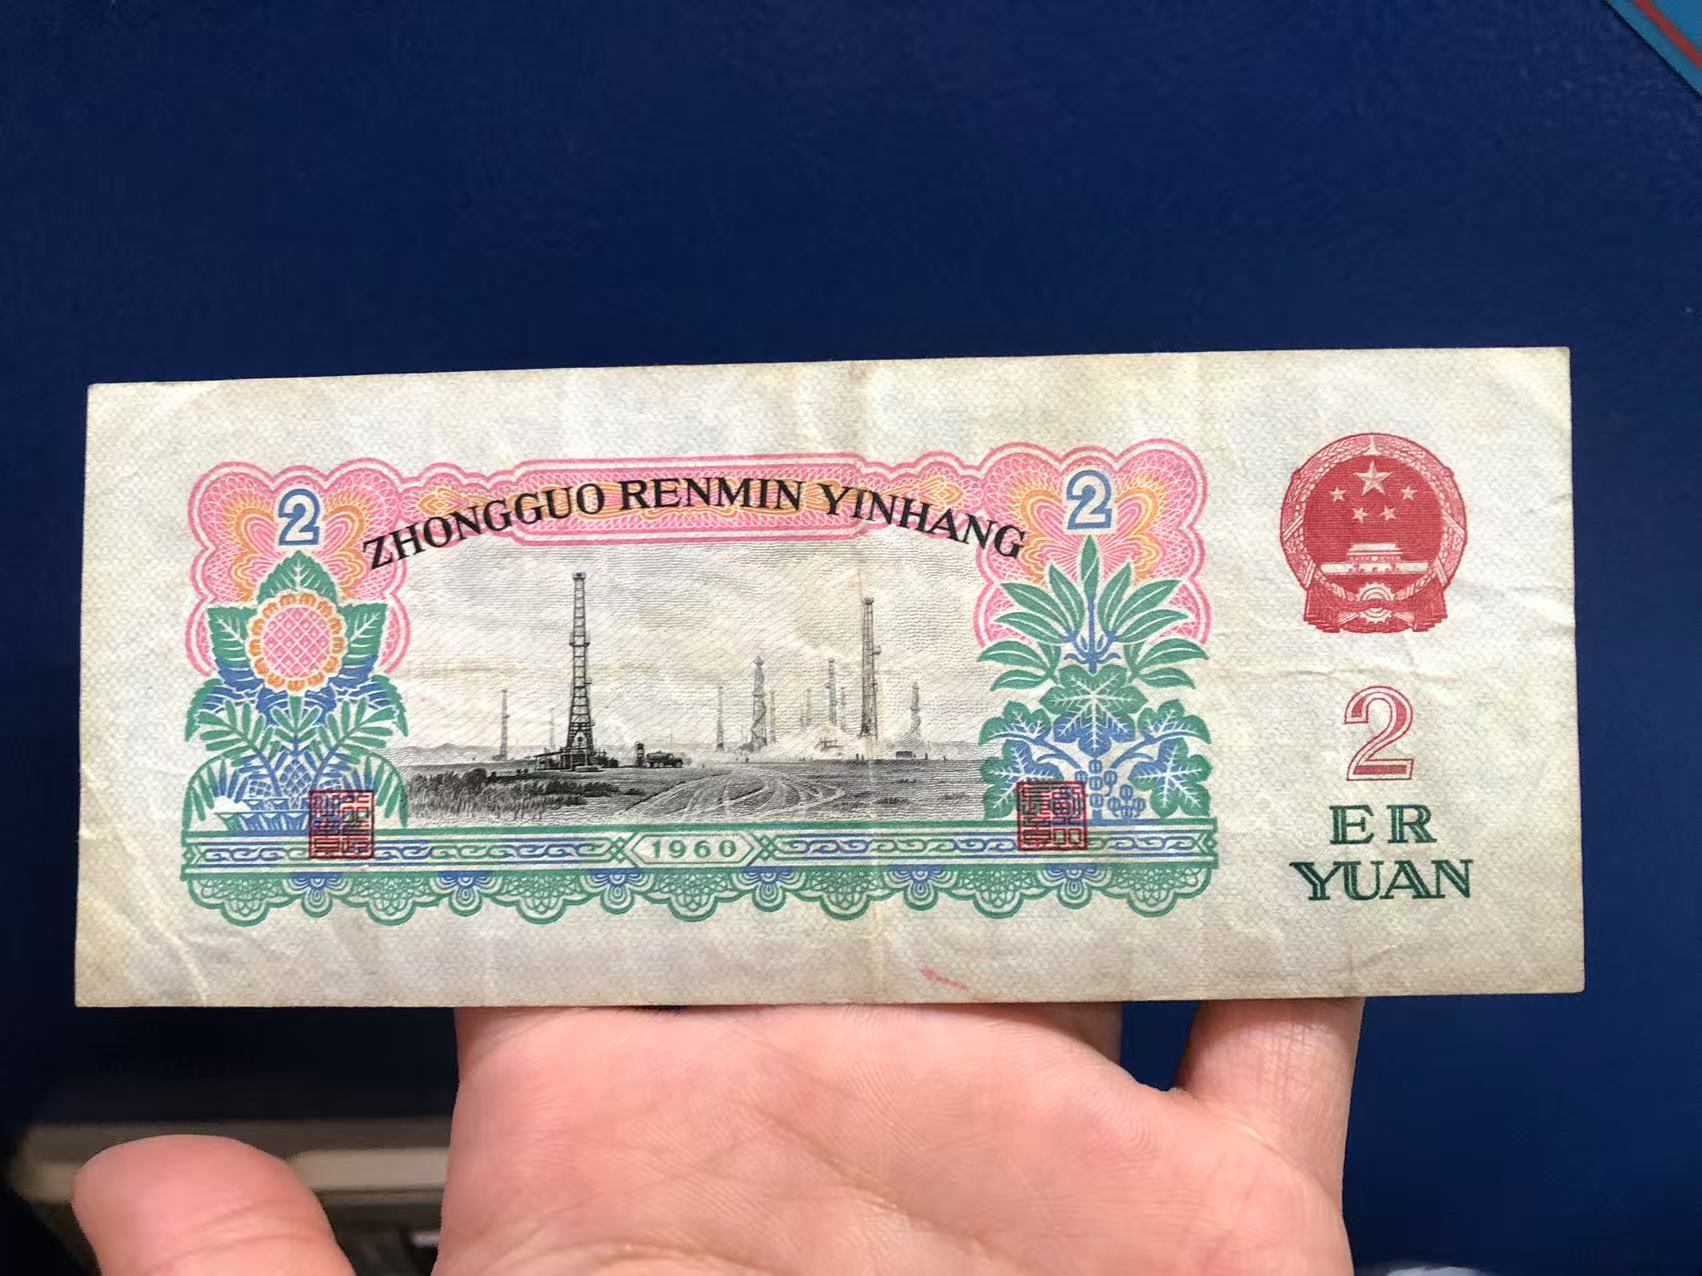 2
2
ZHONGGUO RENMIN YINHANG
2
ER
YUAN
1960